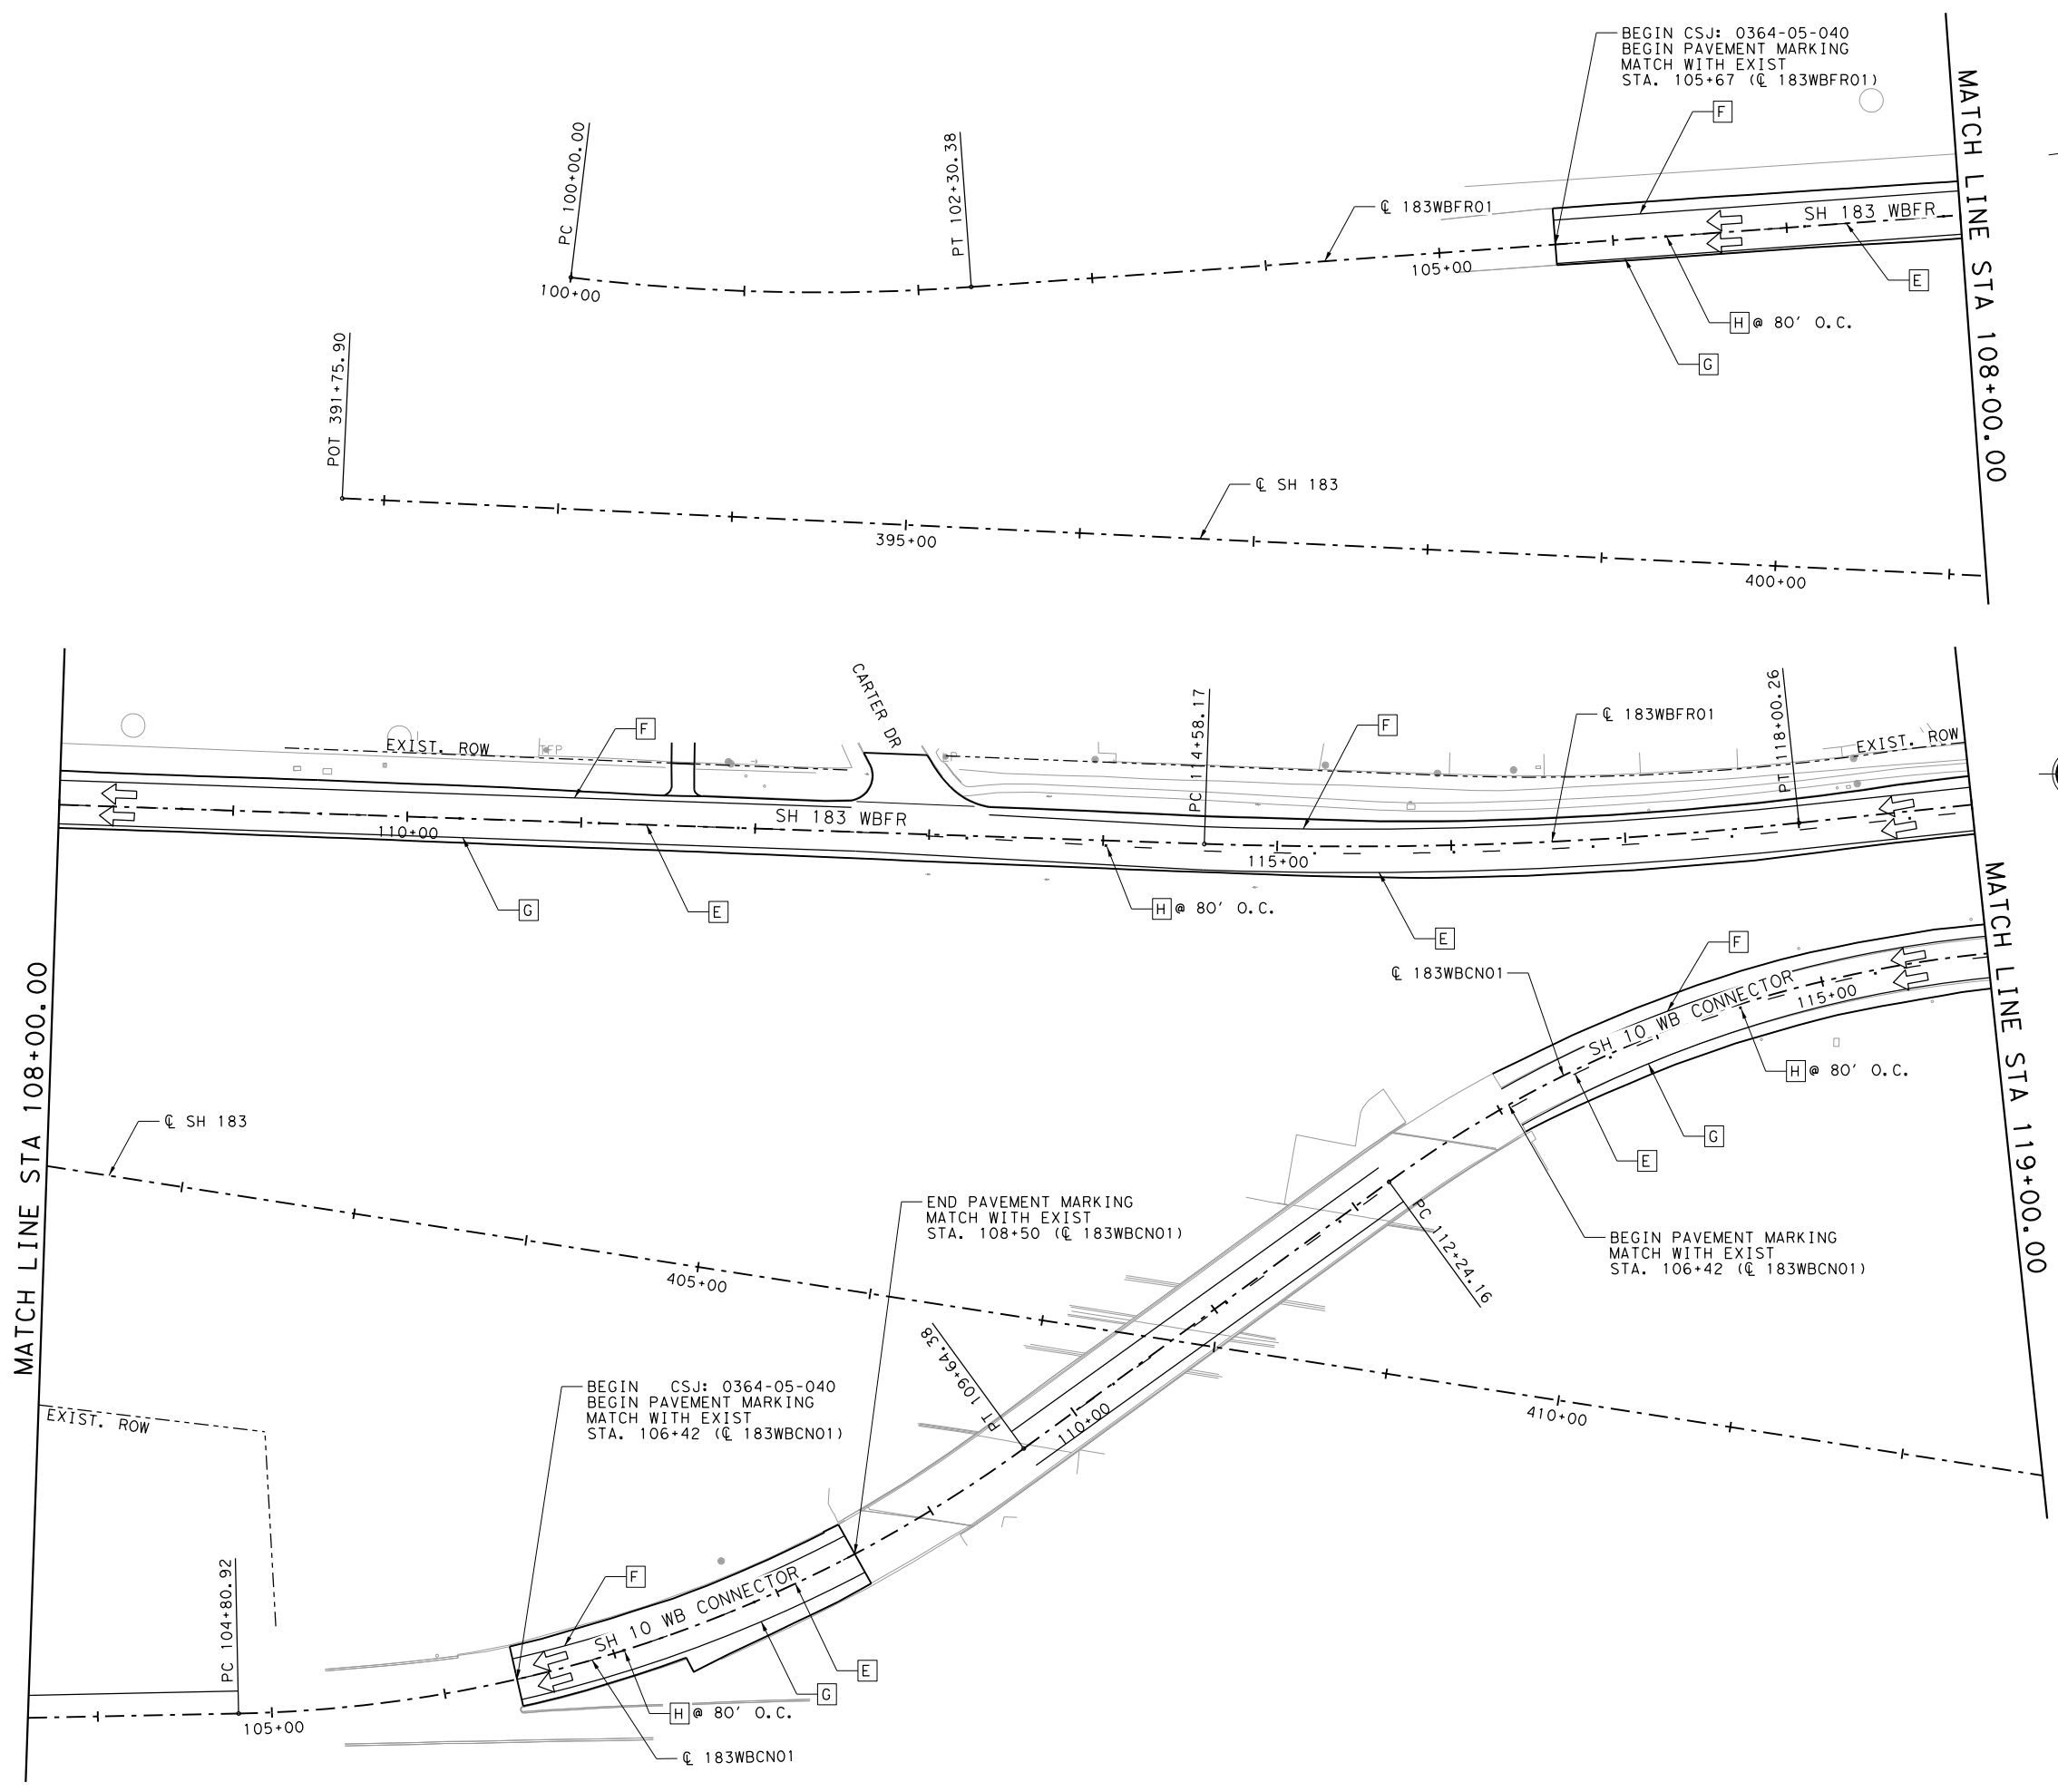 BEGIN CSJ: 0364-05-040
BEGIN PAVEMENT MARKING
MATCH WITH EXIST
STA. 105+67 (℄ 183WBFR01)
F
MATCH LINE STA 108+00.00
PC 100+00.00
PT 102+30.38
℄ 183WBFR01
SH 183 WBFR
100+00
105+00
E
H @ 80' O.C.
G
POT 391+75.90
℄ SH 183
395+00
400+00
CARTER DR
PC 114+58.17
PT 118+00.26
EXIST. ROW
F
F
℄ 183WBFR01
EXIST. ROW
SH 183 WBFR
110+00
115+00
G
E
H @ 80' O.C.
E
MATCH LINE STA 119+00.00
F
℄ 183WBCN01
SH 10 WB CONNECTOR
115+00
H @ 80' O.C.
G
E
MATCH LINE STA 108+00.00
℄ SH 183
END PAVEMENT MARKING
MATCH WITH EXIST
STA. 108+50 (℄ 183WBCN01)
PC 112+24.16
BEGIN PAVEMENT MARKING
MATCH WITH EXIST
STA. 106+42 (℄ 183WBCN01)
405+00
PT 109+64.38
410+00
BEGIN CSJ: 0364-05-040
BEGIN PAVEMENT MARKING
MATCH WITH EXIST
STA. 106+42 (℄ 183WBCN01)
EXIST. ROW
110+00
PC 104+80.92
F
SH 10 WB CONNECTOR
E
G
H @ 80' O.C.
105+00
℄ 183WBCN01